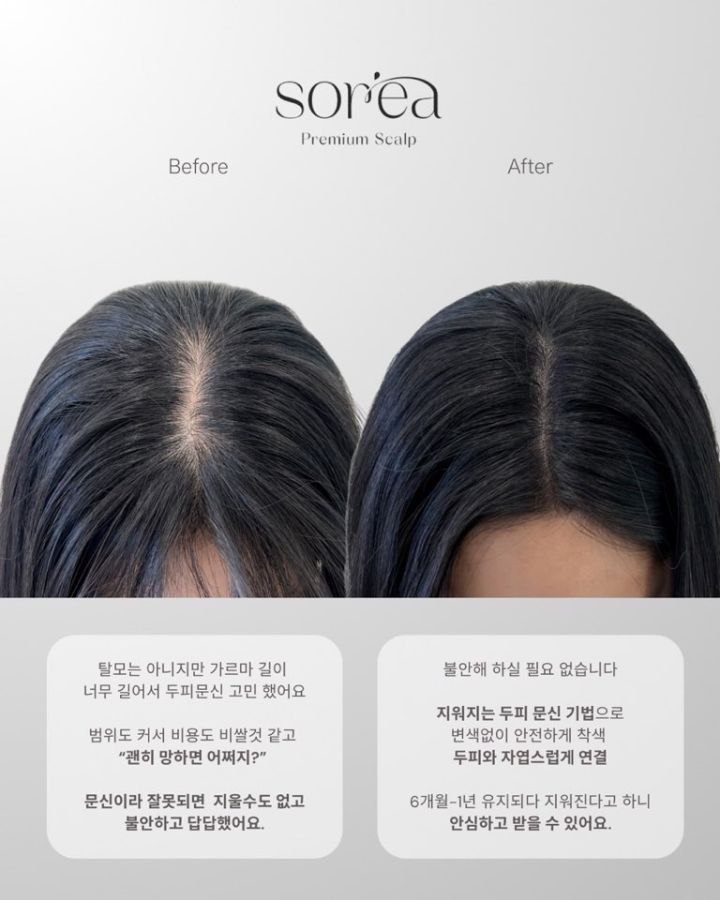 sorea
Premium Scalp
Before
After
탈모는 아니지만 가르마 길이
너무 길어서 두피문신 고민 했어요
범위도 커서 비용도 비쌀것 같고
“괜히 망하면 어쩌지?”
문신이라 잘못되면 지울수도 없고
불안하고 답답했어요.
불안해 하실 필요 없습니다
지워지는 두피 문신 기법으로
변색없이 안전하게 착색
두피와 자엽스럽게 연결
6개월-1년 유지되다 지워진다고 하니
안심하고 받을 수 있어요.